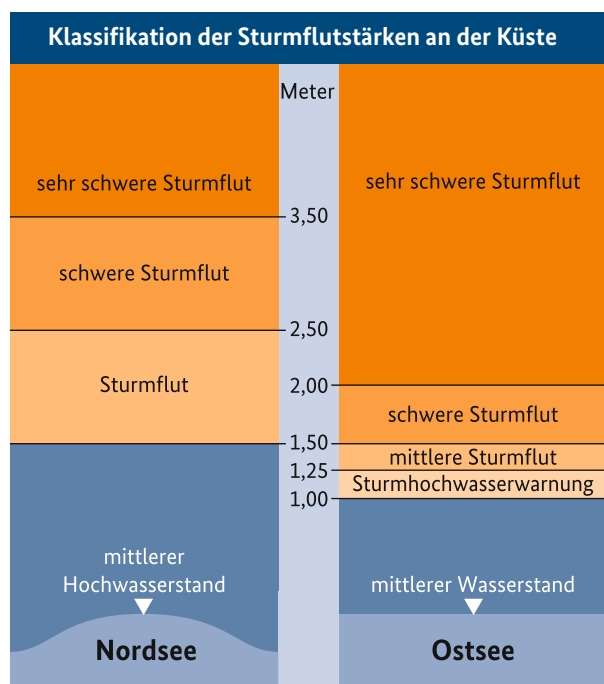 Klassifikation der Sturmflutstärken an der Küste
Meter
sehr schwere Sturmflut
schwere Sturmflut
Sturmflut
mittlerer
Hochwasserstand
Nordsee
3,50
2,50
2,00
1,50
1,25
1,00
sehr schwere Sturmflut
schwere Sturmflut
mittlere Sturmflut
Sturmhochwasserwarnung
mittlerer Wasserstand
Ostsee